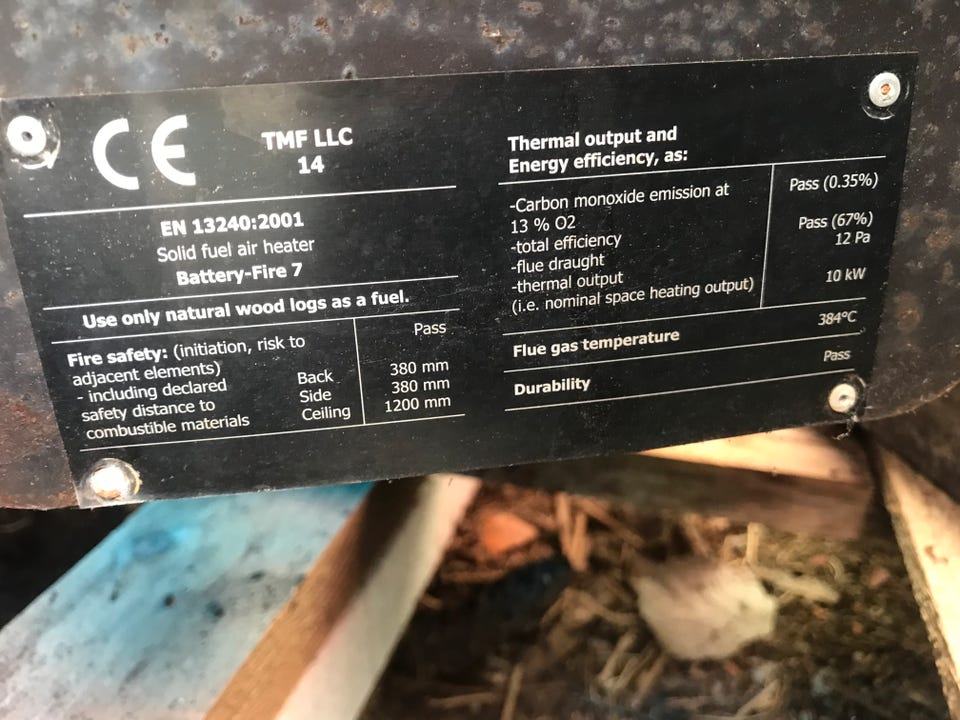 CE
TMF LLC
14
EN 13240:2001
Solid fuel air heater
Battery-Fire 7
Use only natural wood logs as a fuel.
Fire safety: (initiation, risk to
adjacent elements)
- including declared
safety distance to
combustible materials
Back
Side
Ceiling
Pass
380 mm
380 mm
1200 mm
Thermal output and
Energy efficiency, as:
-Carbon monoxide emission at
13 % O2
-total efficiency
-flue draught
-thermal output
(i.e. nominal space heating output)
Pass (0.35%)
Pass (67%)
12 Pa
10 kW
Flue gas temperature 384°C
Durability Pass